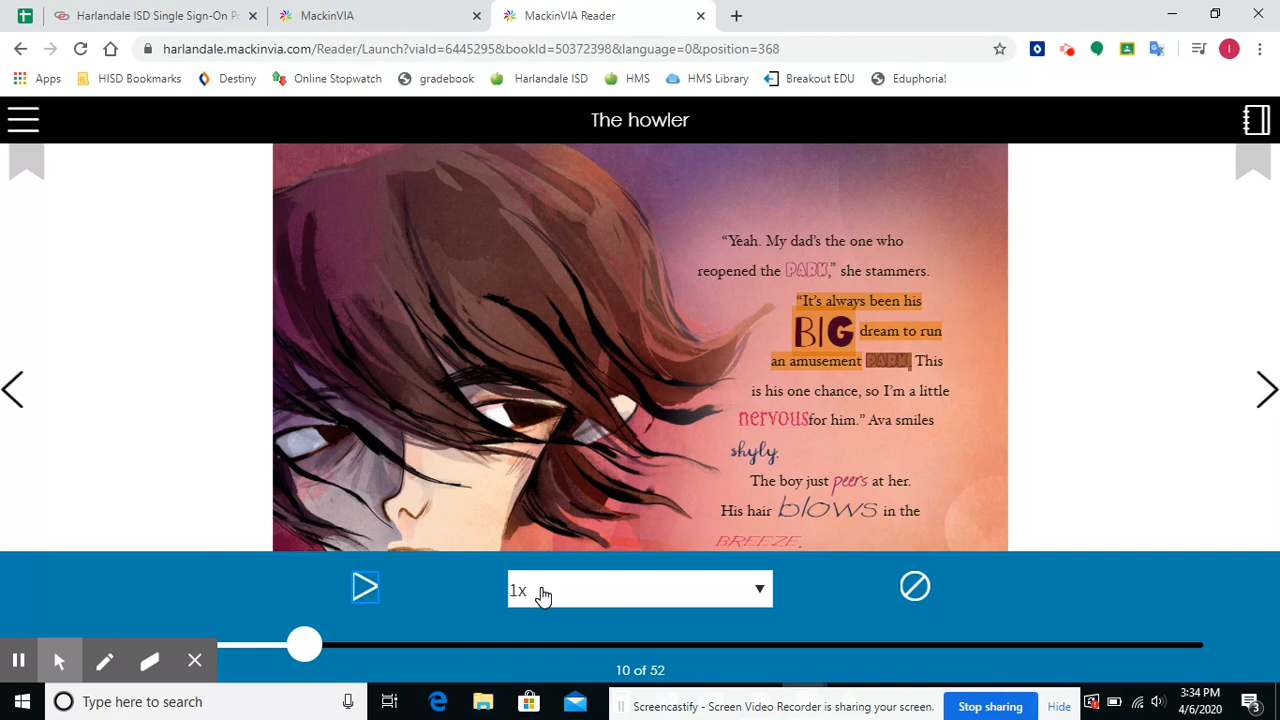 Harlandale ISD Single Sign-On Po
MackinVIA
MackinVIA Reader
harlandale.mackinvia.com/Reader/Launch?viaId=6445295&bookId=50372398&language=0&position=368
I
Apps
HISD Bookmarks
Destiny
Online Stopwatch
gradebook
Harlandale ISD
HMS
HMS Library
Breakout EDU
Eduphoria!
The howler
“Yeah. My dad’s the one who
reopened the PARK,” she stammers.
“It’s always been his
BIG dream to run
an amusement PARK. This
is his one chance, so I’m a little
nervous for him.” Ava smiles
shyly.
The boy just peers at her.
His hair blows in the
BREEZE.
1x
10 of 52
Type here to search
Screencastify - Screen Video Recorder is sharing your screen.
Stop sharing
Hide
3:34 PM
4/6/2020
3